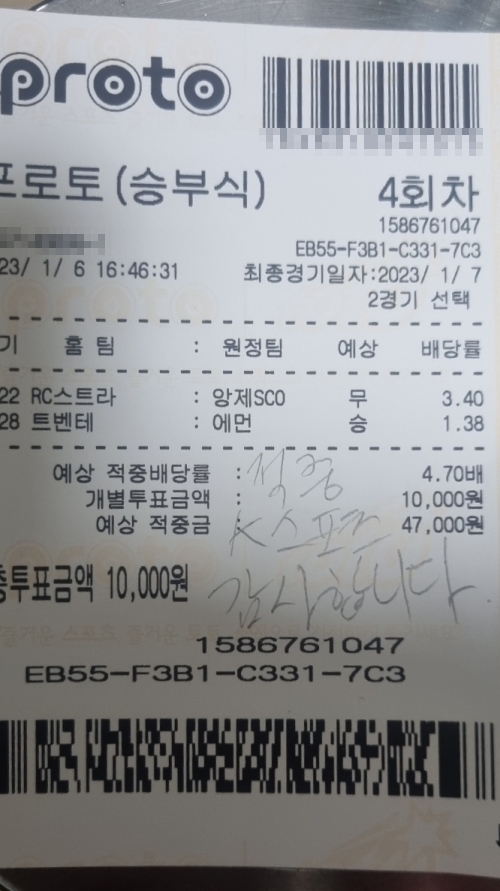 proto
프로토(승부식) 4회차
1586761047
EB55-F3B1-C331-7C3
23/ 1/ 6 16:46:31 최종경기일자:2023/ 1/ 7
2경기 선택
기 홈 팀 : 원정팀 예상 배당률
22 RC스트라 : 앙제SCO 무 3.40
28 트벤테 : 에먼 승 1.38
예상 적중배당률 : 4.70배
개별투표금액 : 10,000원
예상 적중금 47,000원
적중
K스포츠
감사합니다
총투표금액 10,000원
1586761047
EB55-F3B1-C331-7C3